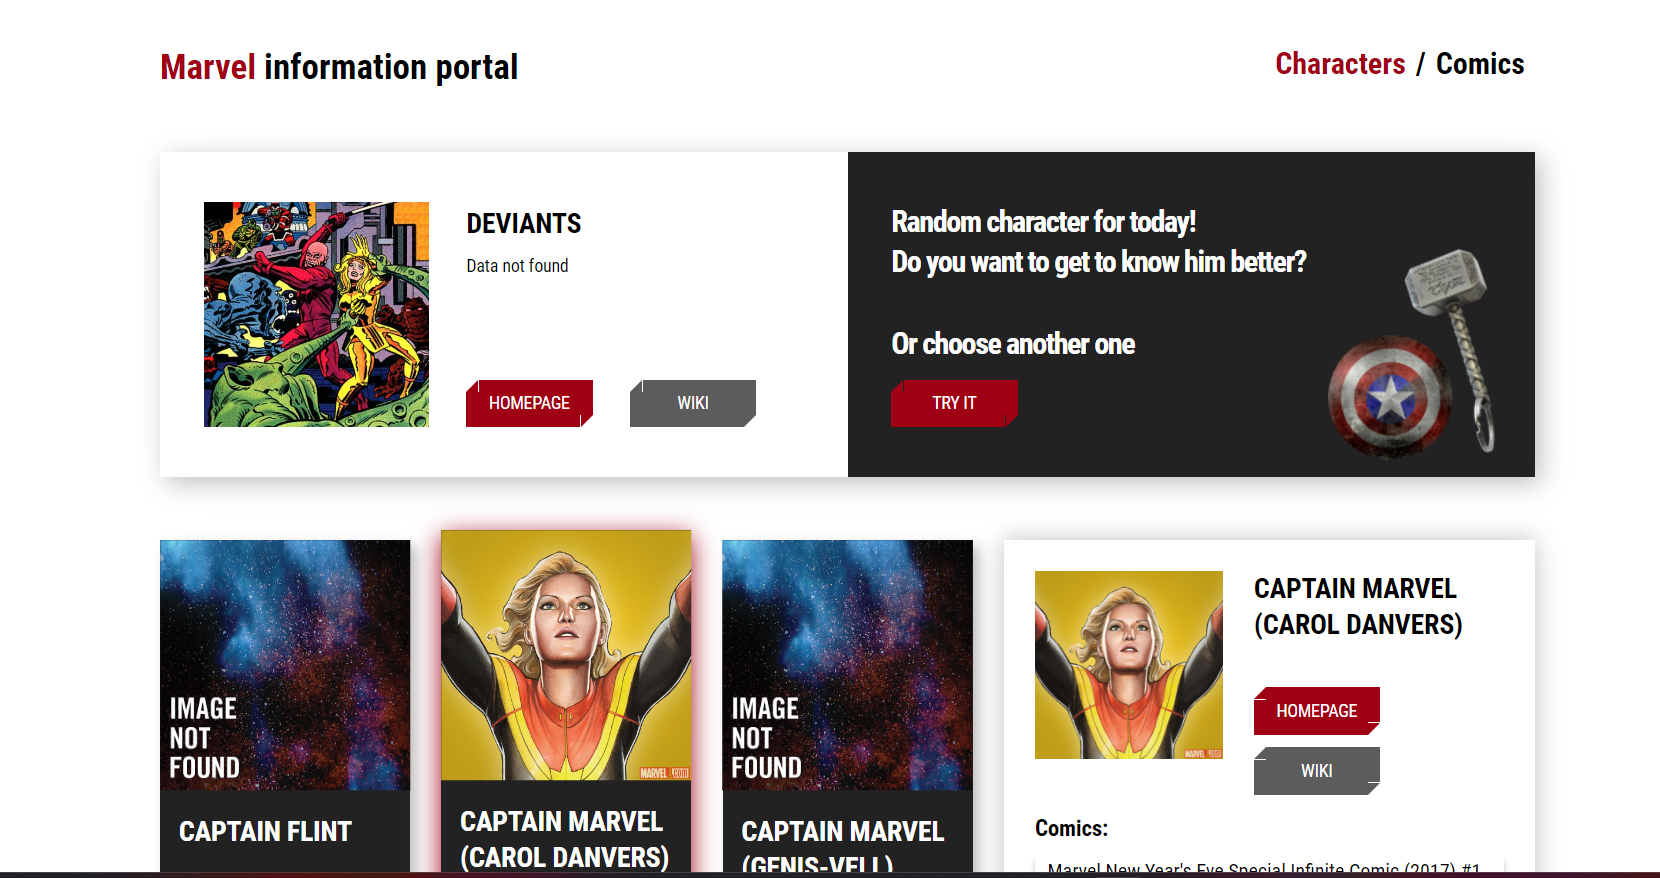 Marvel information portal
Characters / Comics
DEVIANTS
Data not found
HOMEPAGE
WIKI
Random character for today!
Do you want to get to know him better?
Or choose another one
TRY IT
IMAGE
NOT
FOUND
CAPTAIN FLINT
MARVEL.com
CAPTAIN MARVEL
(CAROL DANVERS)
IMAGE
NOT
FOUND
CAPTAIN MARVEL
(GENIS-VELL)
MARVEL.com
CAPTAIN MARVEL
(CAROL DANVERS)
HOMEPAGE
WIKI
Comics:
Marvel New Year's Eve Special Infinite Comic (2017) #1